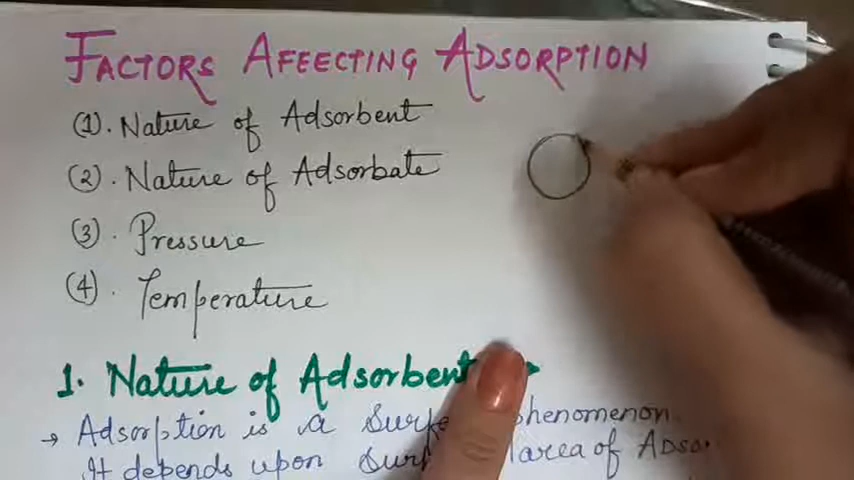 FACTORS AFEECTING ADSORPTION
(1). Nature of Adsorbent
(2). Nature of Adsorbate
(3). Pressure
(4). Temperature
1. Nature of Adsorbent
→ Adsorption is a phenomenon.
It depends upon area of